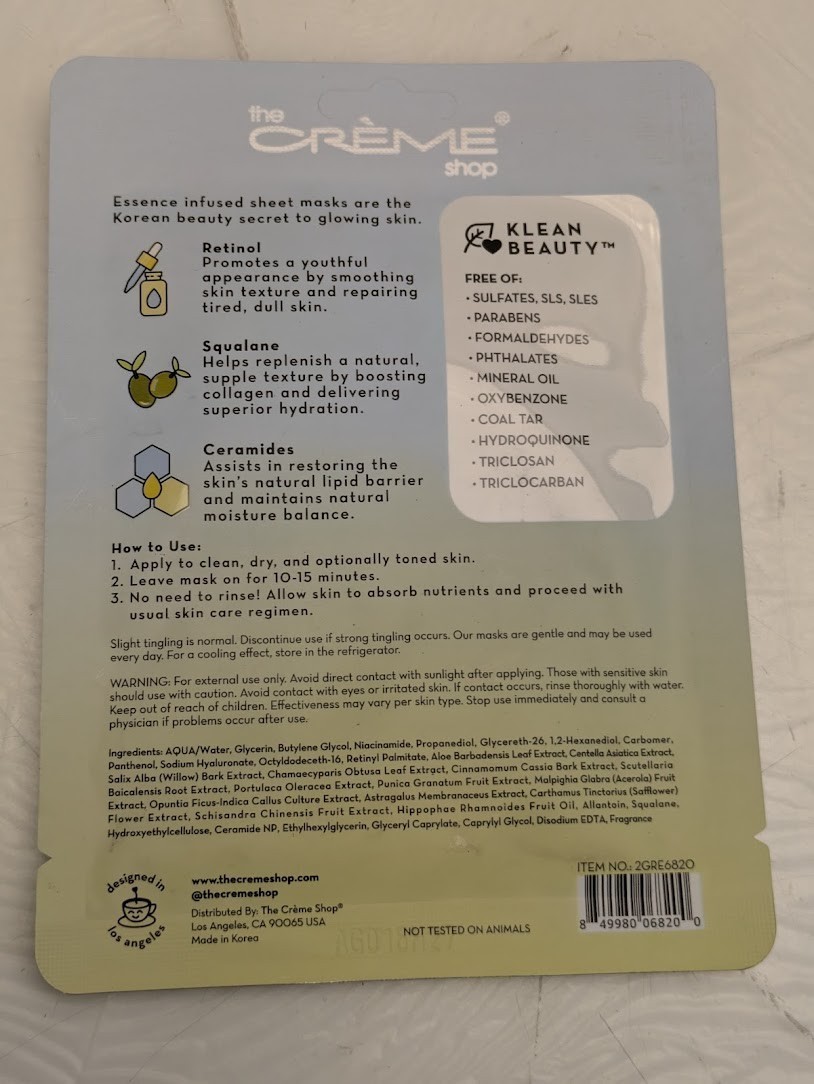 the
CRÈME®
shop
Essence infused sheet masks are the
Korean beauty secret to glowing skin.
Retinol
Promotes a youthful
appearance by smoothing
skin texture and repairing
tired, dull skin.
Squalane
Helps replenish a natural,
supple texture by boosting
collagen and delivering
superior hydration.
Ceramides
Assists in restoring the
skin's natural lipid barrier
and maintains natural
moisture balance.
KLEAN
BEAUTY™
FREE OF:
• SULFATES, SLS, SLES
• PARABENS
• FORMALDEHYDES
• PHTHALATES
• MINERAL OIL
• OXYBENZONE
• COAL TAR
• HYDROQUINONE
• TRICLOSAN
• TRICLOCARBAN
How to Use:
1. Apply to clean, dry, and optionally toned skin.
2. Leave mask on for 10-15 minutes.
3. No need to rinse! Allow skin to absorb nutrients and proceed with
usual skin care regimen.
Slight tingling is normal. Discontinue use if strong tingling occurs. Our masks are gentle and may be used
every day. For a cooling effect, store in the refrigerator.
WARNING: For external use only. Avoid direct contact with sunlight after applying. Those with sensitive skin
should use with caution. Avoid contact with eyes or irritated skin. If contact occurs, rinse thoroughly with water.
Keep out of reach of children. Effectiveness may vary per skin type. Stop use immediately and consult a
physician if problems occur after use.
Ingredients: AQUA/Water, Glycerin, Butylene Glycol, Niacinamide, Propanediol, Glycereth-26, 1,2-Hexanediol, Carbomer,
Panthenol, Sodium Hyaluronate, Octyldodeceth-16, Retinyl Palmitate, Aloe Barbadensis Leaf Extract, Centella Asiatica Extract,
Salix Alba (Willow) Bark Extract, Chamaecyparis Obtusa Leaf Extract, Cinnamomum Cassia Bark Extract, Scutellaria
Baicalensis Root Extract, Portulaca Oleracea Extract, Punica Granatum Fruit Extract, Malpighia Glabra (Acerola) Fruit
Extract, Opuntia Ficus-Indica Callus Culture Extract, Astragalus Membranaceus Extract, Carthamus Tinctorius (Safflower)
Flower Extract, Schisandra Chinensis Fruit Extract, Hippophae Rhamnoides Fruit Oil, Allantoin, Squalane,
Hydroxyethylcellulose, Ceramide NP, Ethylhexylglycerin, Glyceryl Caprylate, Caprylyl Glycol, Disodium EDTA, Fragrance
designed in
los angeles
www.thecremeshop.com
@thecremeshop
Distributed By: The Crème Shop®
Los Angeles, CA 90065 USA
Made in Korea
NOT TESTED ON ANIMALS
ITEM NO.: 2GRE6820
8 49980 06820 0